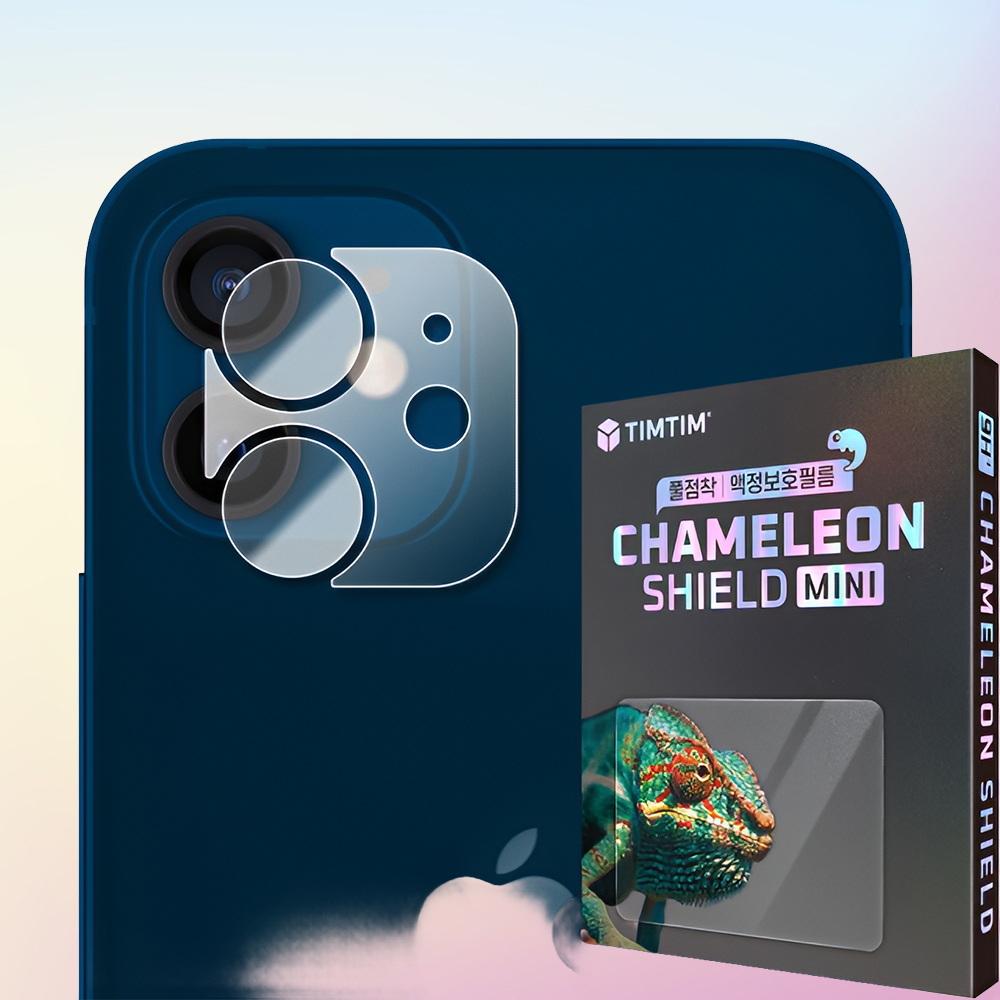 TIMTIM
풀점착 | 액정보호필름
CHAMELEON
SHIELD MINI
9H+ CHAMELEON SHIELD